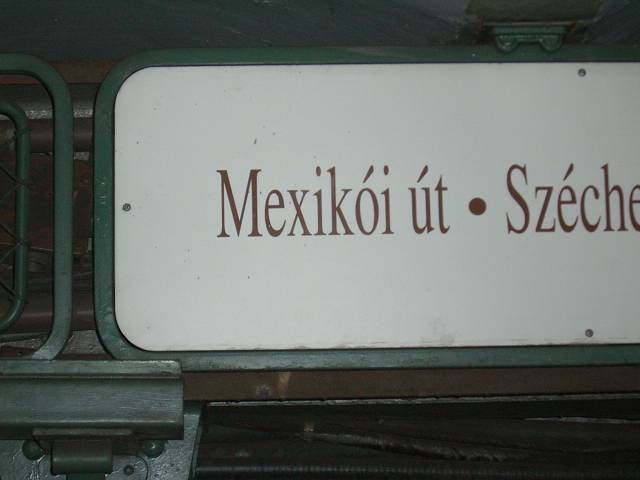 Mexikói út • Széche